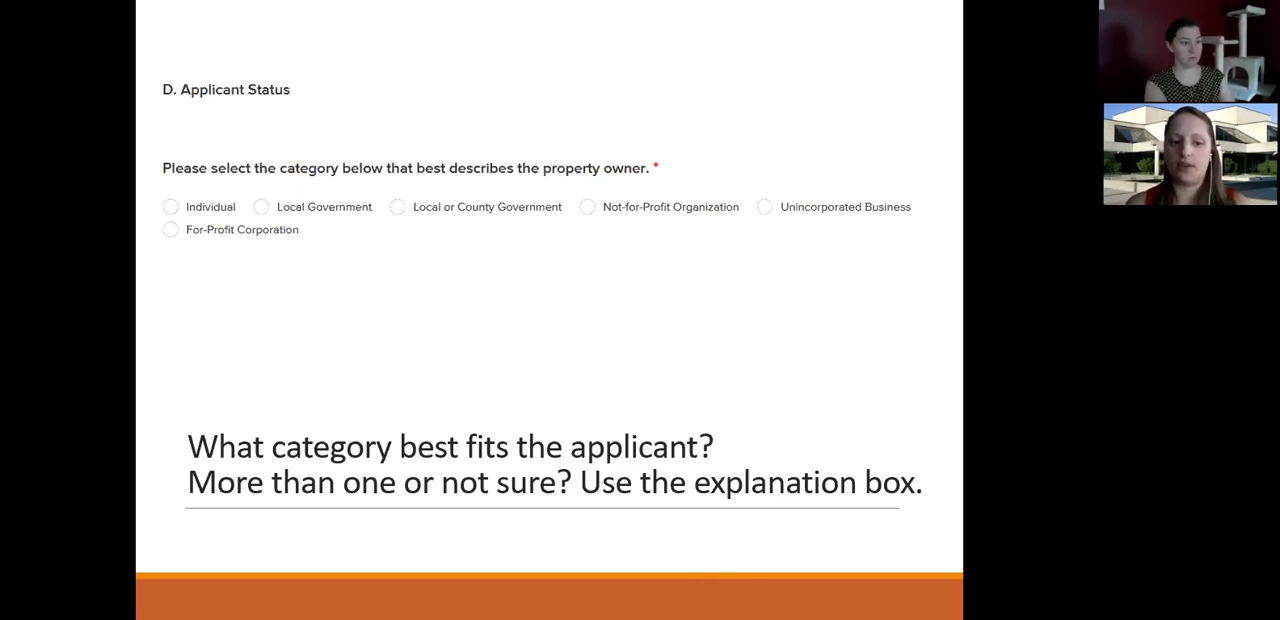 D. Applicant Status
Please select the category below that best describes the property owner. *
Individual Local Government Local or County Government Not-for-Profit Organization Unincorporated Business
For-Profit Corporation
What category best fits the applicant?
More than one or not sure? Use the explanation box.